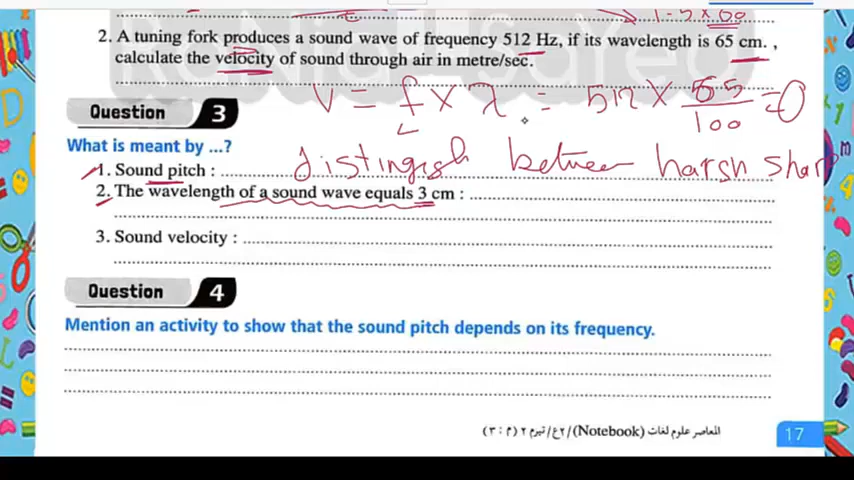 2. A tuning fork produces a sound wave of frequency 512 Hz, if its wavelength is 65 cm. ,
calculate the velocity of sound through air in metre/sec.
V = f × λ = 512 × 65/100 = 0
Question 3
What is meant by ...?
distingish between harsh shar
1. Sound pitch :
2. The wavelength of a sound wave equals 3 cm :
3. Sound velocity :
Question 4
Mention an activity to show that the sound pitch depends on its frequency.
المعاصر علوم لغات (Notebook) /٢ع/ تيرم ٢ (م : ٣)
17